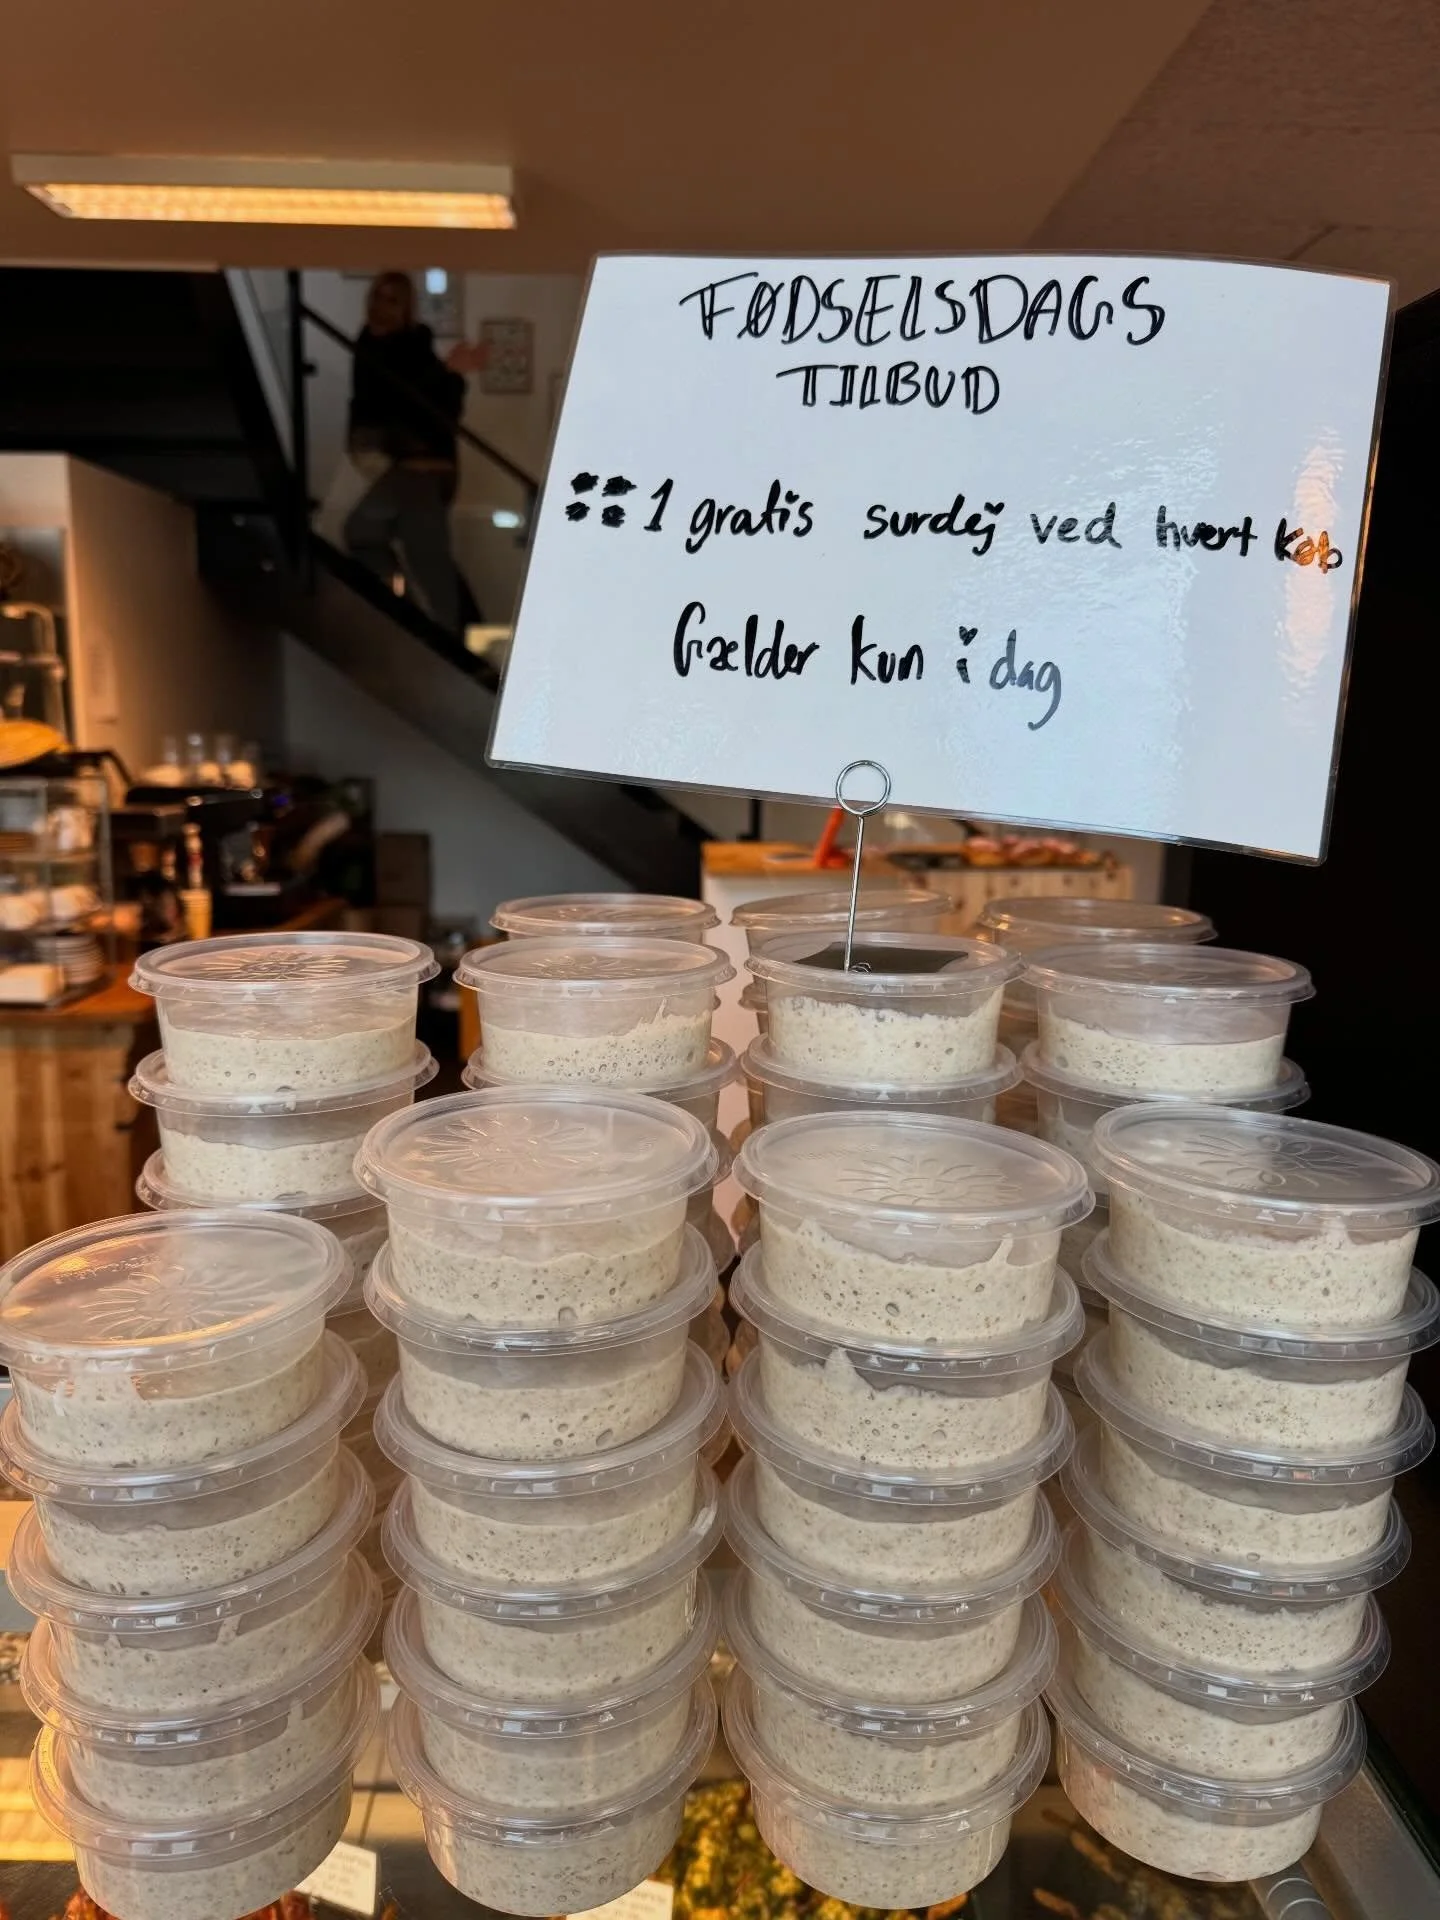 FØDSELSDAGS
TILBUD
1 gratis surdej ved hvert køb
Gælder kun i dag